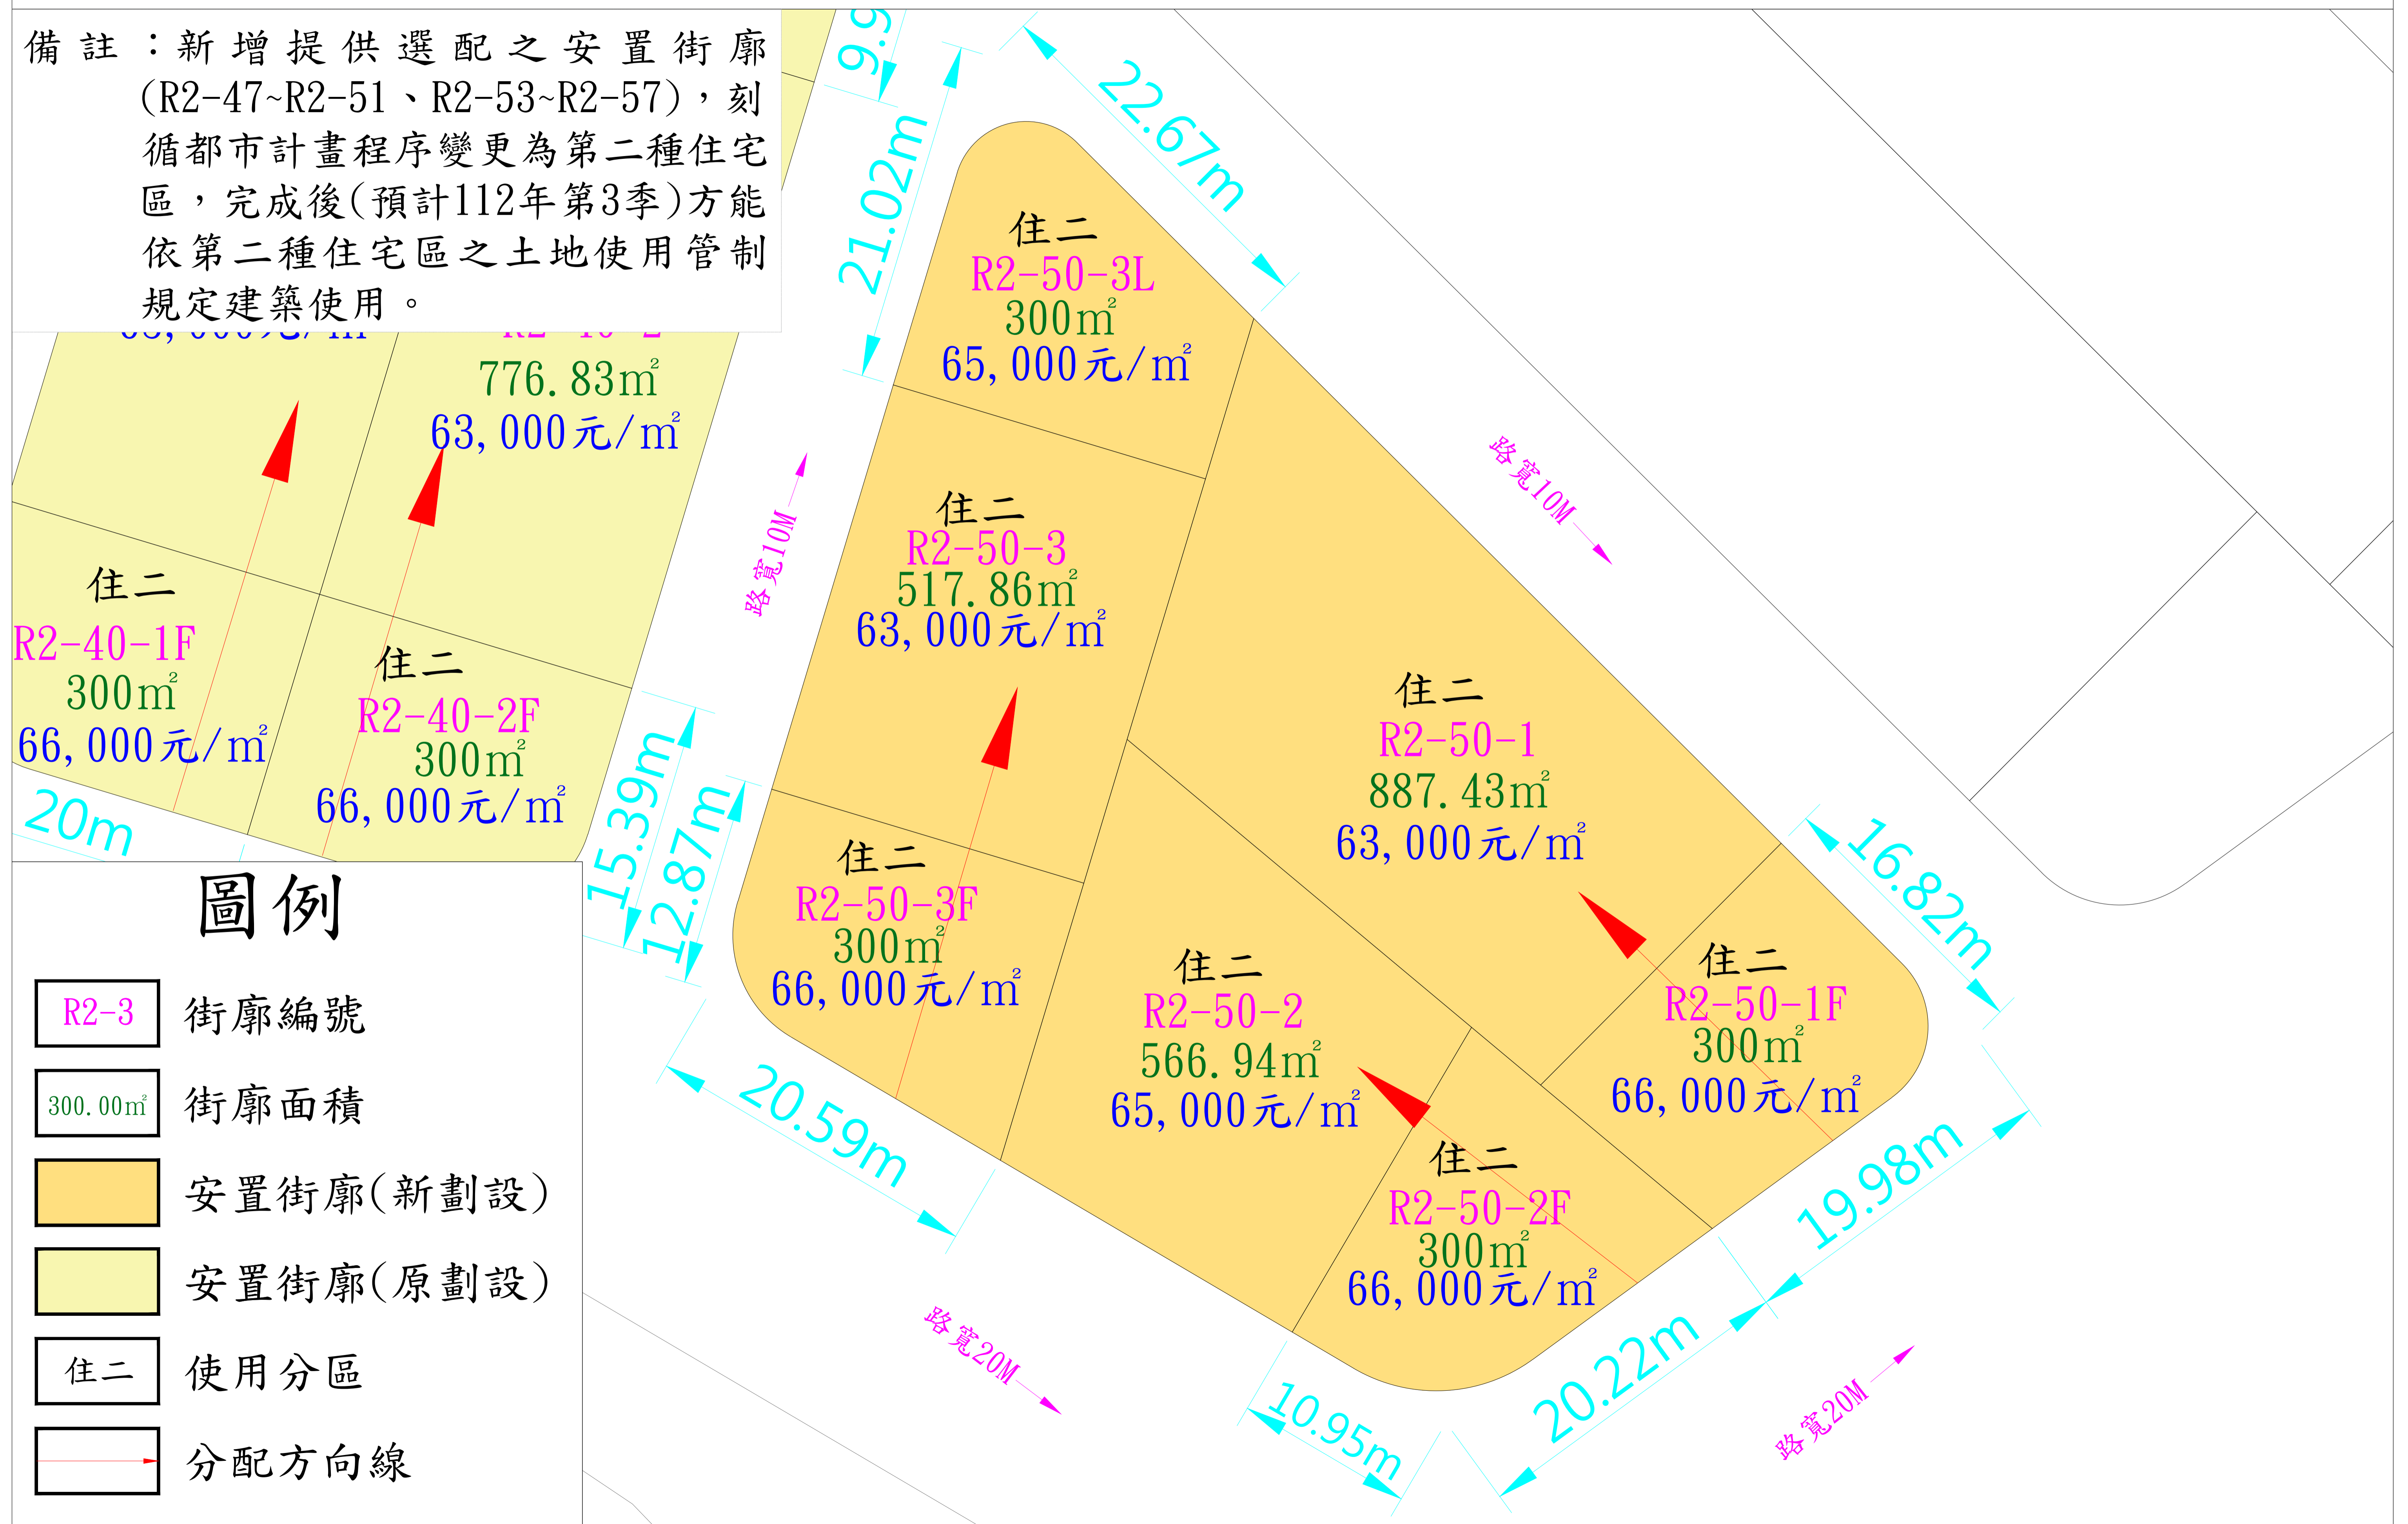 備註：新增提供選配之安置街廓
(R2-47~R2-51、R2-53~R2-57)，刻
循都市計畫程序變更為第二種住宅
區，完成後(預計112年第3季)方能
依第二種住宅區之土地使用管制
規定建築使用。
9.9
21.02m
22.67m
住二
R2-50-3L
300㎡
65,000元/㎡
776.83㎡
63,000元/㎡
路寬10M
路寬10M
住二
R2-50-3
517.86㎡
63,000元/㎡
住二
R2-40-1F
300㎡
66,000元/㎡
住二
R2-40-2F
300㎡
66,000元/㎡
20m
15.39m
12.87m
住二
R2-50-1
887.43㎡
63,000元/㎡
16.82m
住二
R2-50-3F
300㎡
66,000元/㎡
住二
R2-50-2
566.94㎡
65,000元/㎡
住二
R2-50-1F
300㎡
66,000元/㎡
20.59m
住二
R2-50-2F
300㎡
66,000元/㎡
19.98m
20.22m
10.95m
路寬20M
路寬20M
圖例
R2-3 街廓編號
300.00㎡ 街廓面積
安置街廓(新劃設)
安置街廓(原劃設)
住二 使用分區
分配方向線